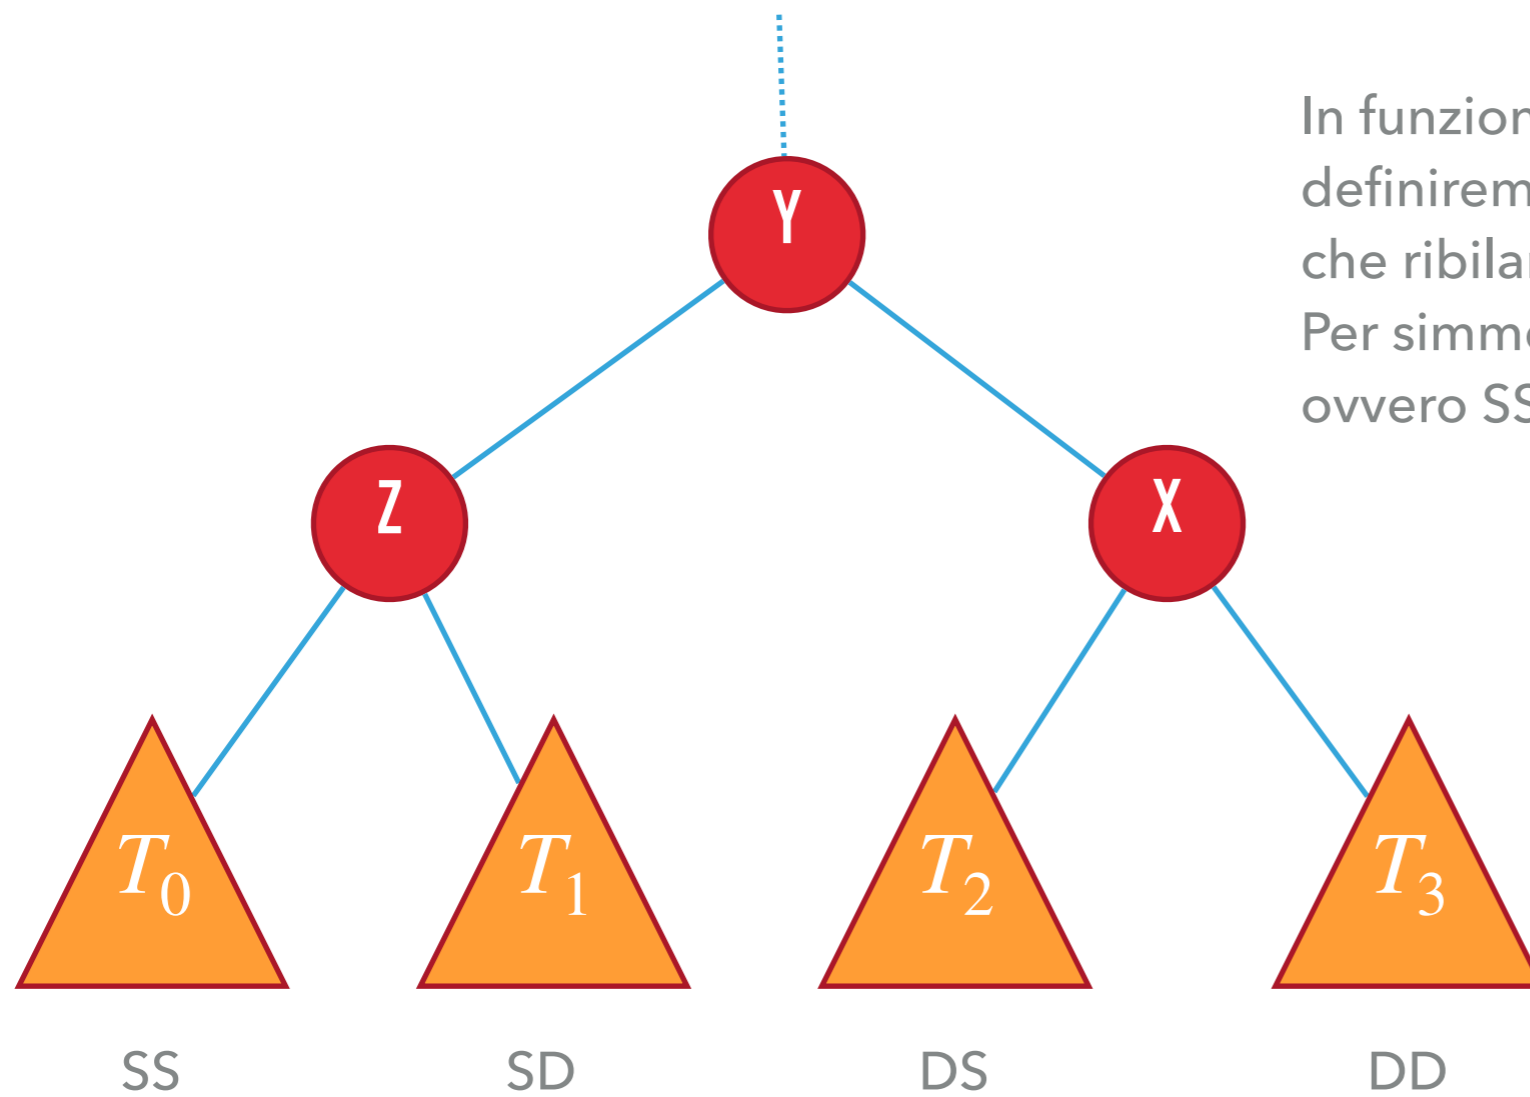 In funzion
definirem
che ribila
Per simm
ovvero SS
Y
Z
X
T0
T1
T2
T3
SS
SD
DS
DD